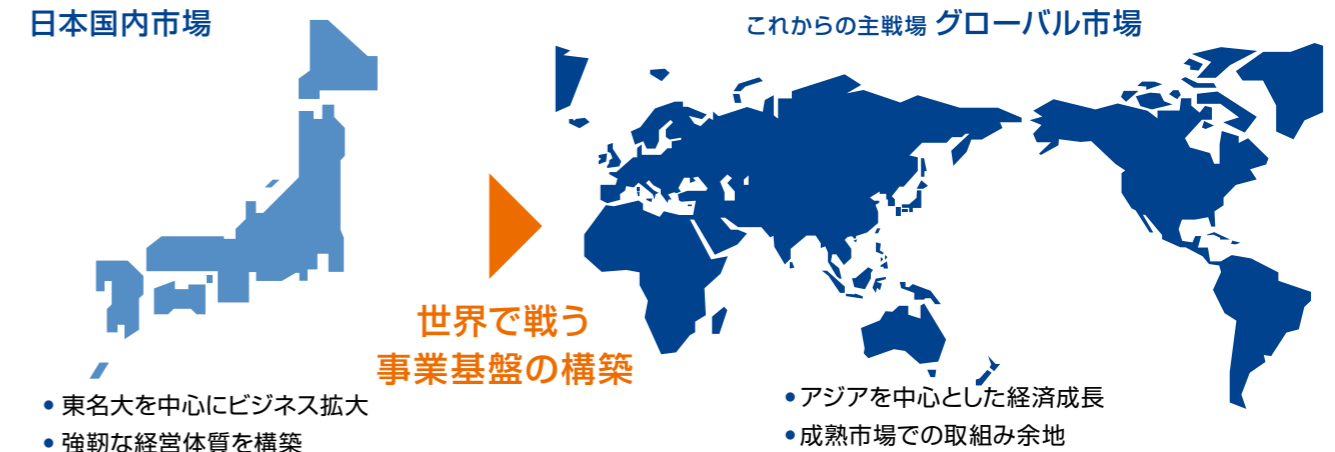 日本国内市場
これからの主戦場 グローバル市場
世界で戦う
事業基盤の構築
• 東名大を中心にビジネス拡大
• 強靭な経営体質を構築
• アジアを中心とした経済成長
• 成熟市場での取組み余地